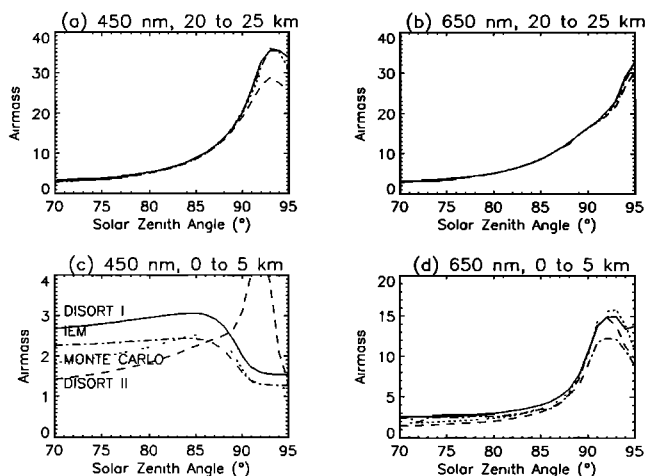 (a) 450 nm, 20 to 25 km
40
30
20
10
0
Airmass
70 75 80 85 90 95
Solar Zenith Angle (°)
(b) 650 nm, 20 to 25 km
40
30
20
10
0
Airmass
70 75 80 85 90 95
Solar Zenith Angle (°)
(c) 450 nm, 0 to 5 km
4
3
2
1
0
Airmass
DISORT I
IEM
MONTE CARLO
DISORT II
70 75 80 85 90 95
Solar Zenith Angle (°)
(d) 650 nm, 0 to 5 km
20
15
10
5
0
Airmass
70 75 80 85 90 95
Solar Zenith Angle (°)